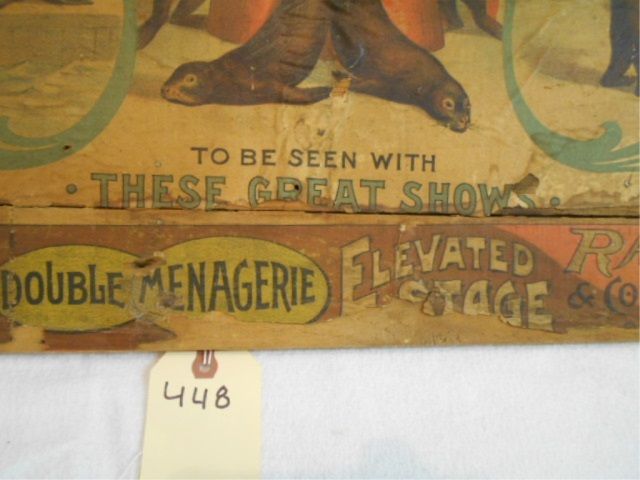 TO BE SEEN WITH
• THESE GREAT SHOWS •
DOUBLE MENAGERIE
ELEVATED
STAGE
& CO
448